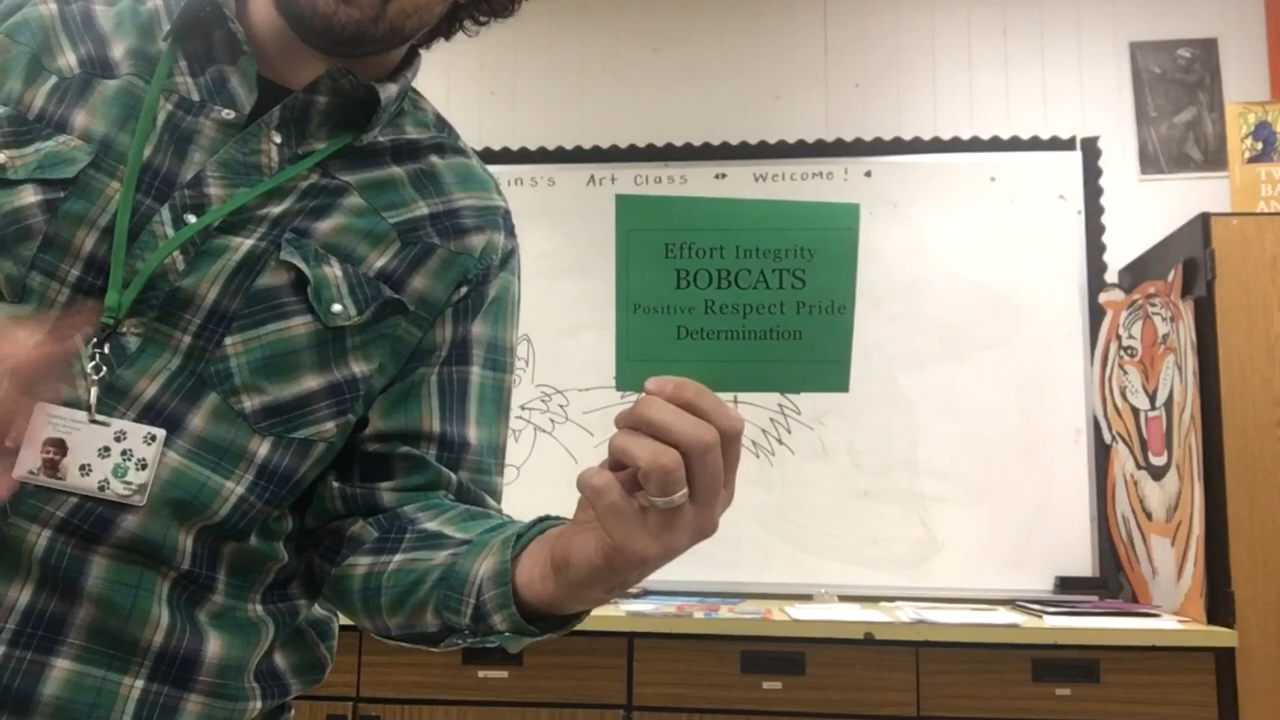 Art Class Welcome!
Effort Integrity
BOBCATS
Positive Respect Pride
Determination